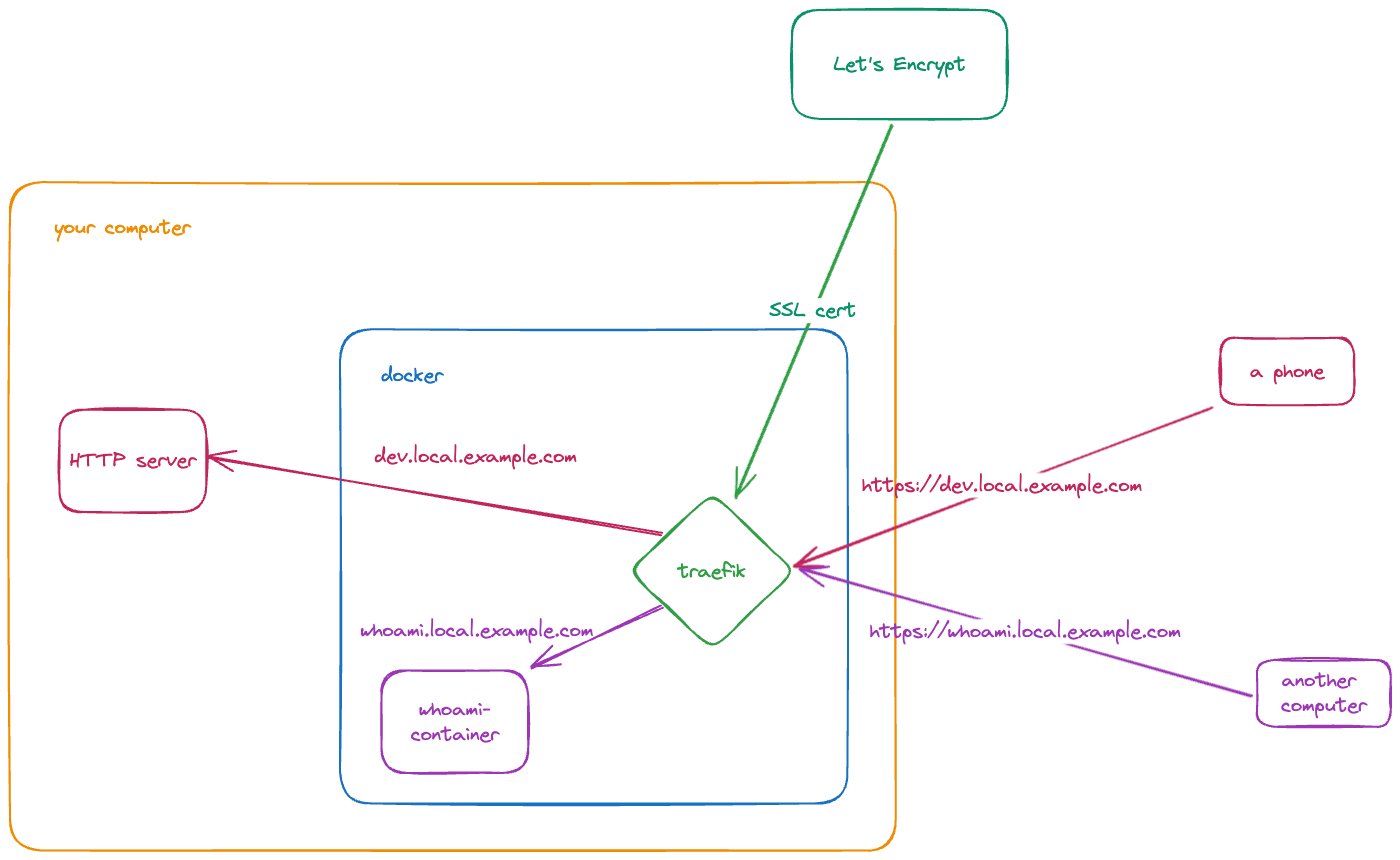 Let's Encrypt
your computer
SSL cert
docker
a phone
HTTP server
dev.local.example.com
https://dev.local.example.com
traefik
whoami.local.example.com
https://whoami.local.example.com
another
computer
whoami-
container